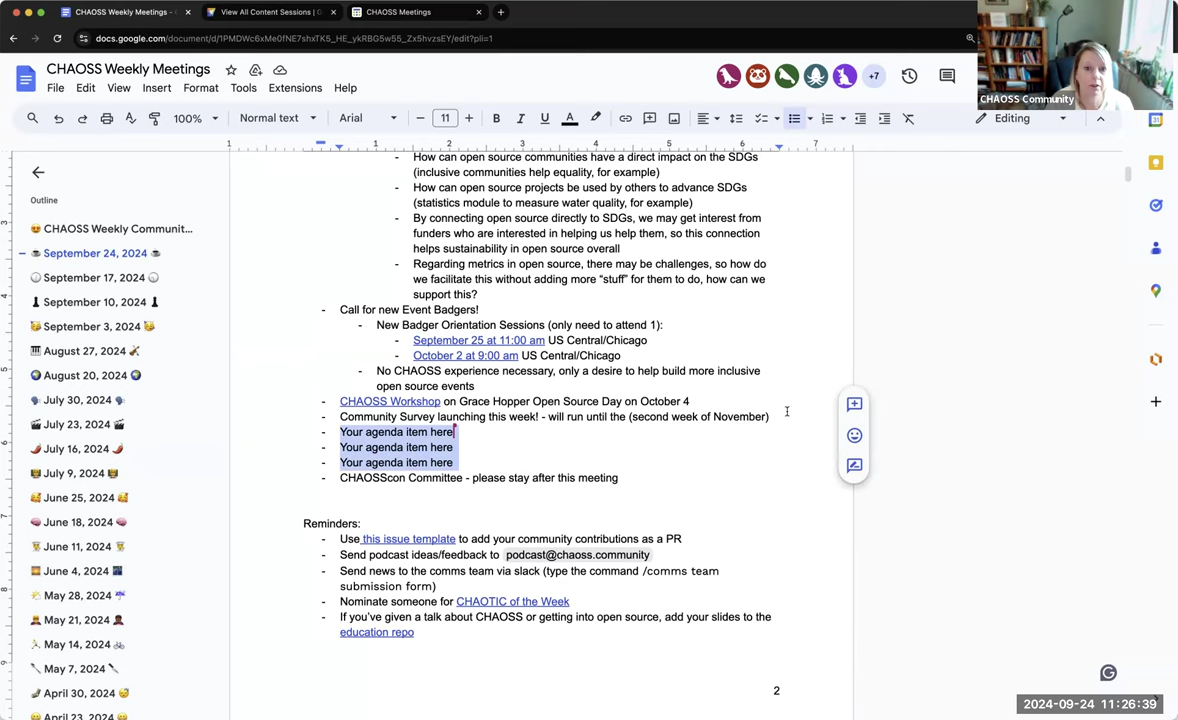 CHAOSS Weekly Meetings -
View All Content Sessions | G
CHAOSS Meetings
docs.google.com/document/d/1PMDWc6xMe0fNE7shxTK5_HE_ykRBG5w55_Zx5hvzsEY/edit?pli=1
CHAOSS Community
CHAOSS Weekly Meetings
File Edit View Insert Format Tools Extensions Help
+7
100% Normal text Arial 11 B I U A Editing
1 1 2 3 4 5 6 7
Outline
😍 CHAOSS Weekly Communit...
☕ September 24, 2024 ☕
September 17, 2024
September 10, 2024
September 3, 2024
August 27, 2024
August 20, 2024
July 30, 2024
July 23, 2024
July 16, 2024
July 9, 2024
June 25, 2024
June 18, 2024
June 11, 2024
June 4, 2024
May 28, 2024
May 21, 2024
May 14, 2024
May 7, 2024
April 30, 2024
April 23, 2024
3
4
5
6
7
8
9
- How can open source communities have a direct impact on the SDGs
(inclusive communities help equality, for example)
- How can open source projects be used by others to advance SDGs
(statistics module to measure water quality, for example)
- By connecting open source directly to SDGs, we may get interest from
funders who are interested in helping us help them, so this connection
helps sustainability in open source overall
- Regarding metrics in open source, there may be challenges, so how do
we facilitate this without adding more “stuff” for them to do, how can we
support this?
- Call for new Event Badgers!
- New Badger Orientation Sessions (only need to attend 1):
- September 25 at 11:00 am US Central/Chicago
- October 2 at 9:00 am US Central/Chicago
- No CHAOSS experience necessary, only a desire to help build more inclusive
open source events
- CHAOSS Workshop on Grace Hopper Open Source Day on October 4
- Community Survey launching this week! - will run until the (second week of November)
- Your agenda item here
- Your agenda item here
- Your agenda item here
- CHAOSScon Committee - please stay after this meeting
Reminders:
- Use this issue template to add your community contributions as a PR
- Send podcast ideas/feedback to podcast@chaoss.community
- Send news to the comms team via slack (type the command /comms team
submission form)
- Nominate someone for CHAOTIC of the Week
- If you’ve given a talk about CHAOSS or getting into open source, add your slides to the
education repo
2
2024-09-24 11:26:39